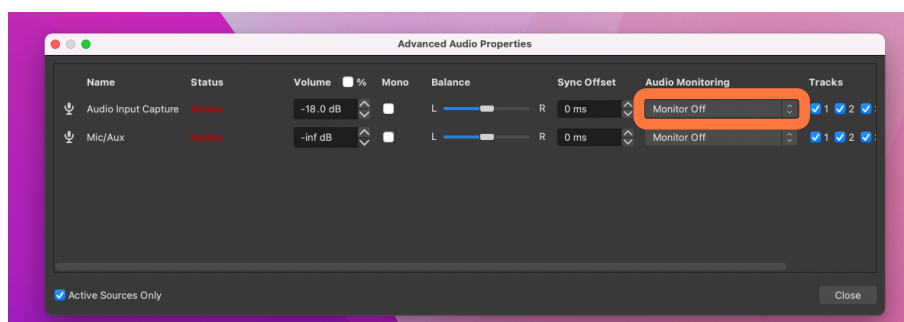 Advanced Audio Properties
Name Status Volume % Mono Balance Sync Offset Audio Monitoring Tracks
Audio Input Capture Active -18.0 dB L R 0 ms Monitor Off 1 2
Mic/Aux Active -inf dB L R 0 ms Monitor Off 1 2
Active Sources Only Close